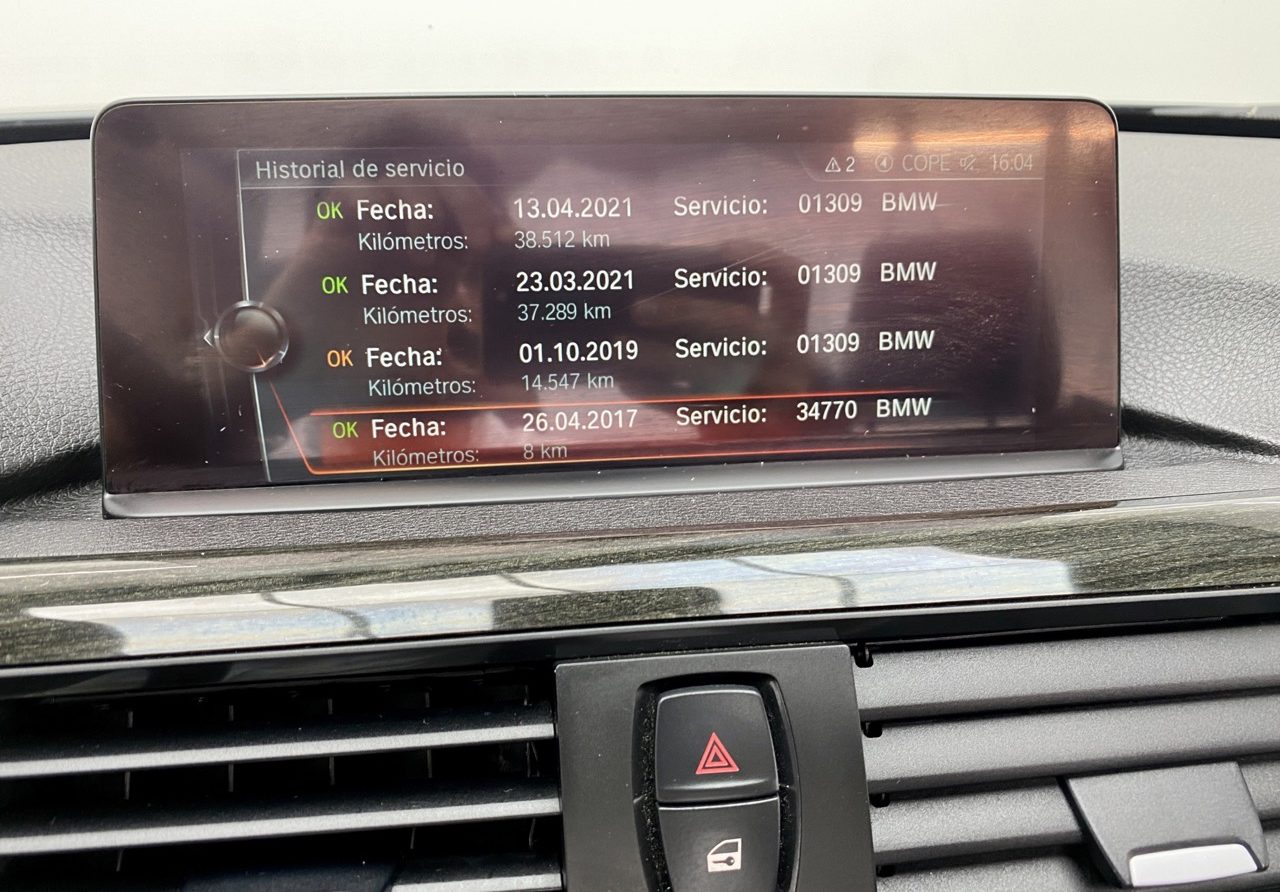 Historial de servicio 2 COPE 16:04
OK Fecha: 13.04.2021 Servicio: 01309 BMW
Kilómetros: 38.512 km
OK Fecha: 23.03.2021 Servicio: 01309 BMW
Kilómetros: 37.289 km
OK Fecha: 01.10.2019 Servicio: 01309 BMW
Kilómetros: 14.547 km
OK Fecha: 26.04.2017 Servicio: 34770 BMW
Kilómetros: 8 km